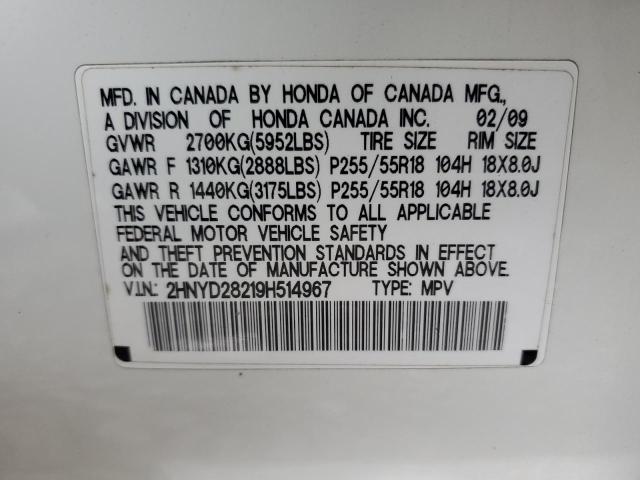 MFD. IN CANADA BY HONDA OF CANADA MFG.,
A DIVISION OF HONDA CANADA INC. 02/09
GVWR 2700KG(5952LBS) TIRE SIZE RIM SIZE
GAWR F 1310KG(2888LBS) P255/55R18 104H 18X8.0J
GAWR R 1440KG(3175LBS) P255/55R18 104H 18X8.0J
THIS VEHICLE CONFORMS TO ALL APPLICABLE
FEDERAL MOTOR VEHICLE SAFETY
AND THEFT PREVENTION STANDARDS IN EFFECT
ON THE DATE OF MANUFACTURE SHOWN ABOVE.
V.I.N.: 2HNYD28219H514967 TYPE: MPV